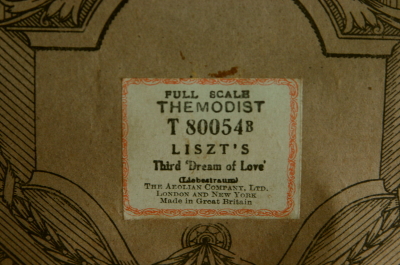 FULL SCALE
THEMODIST
T 80054B
LISZT'S
Third 'Dream of Love'
(Liebestraum)
THE AEOLIAN COMPANY, LTD.
LONDON AND NEW YORK
Made in Great Britain